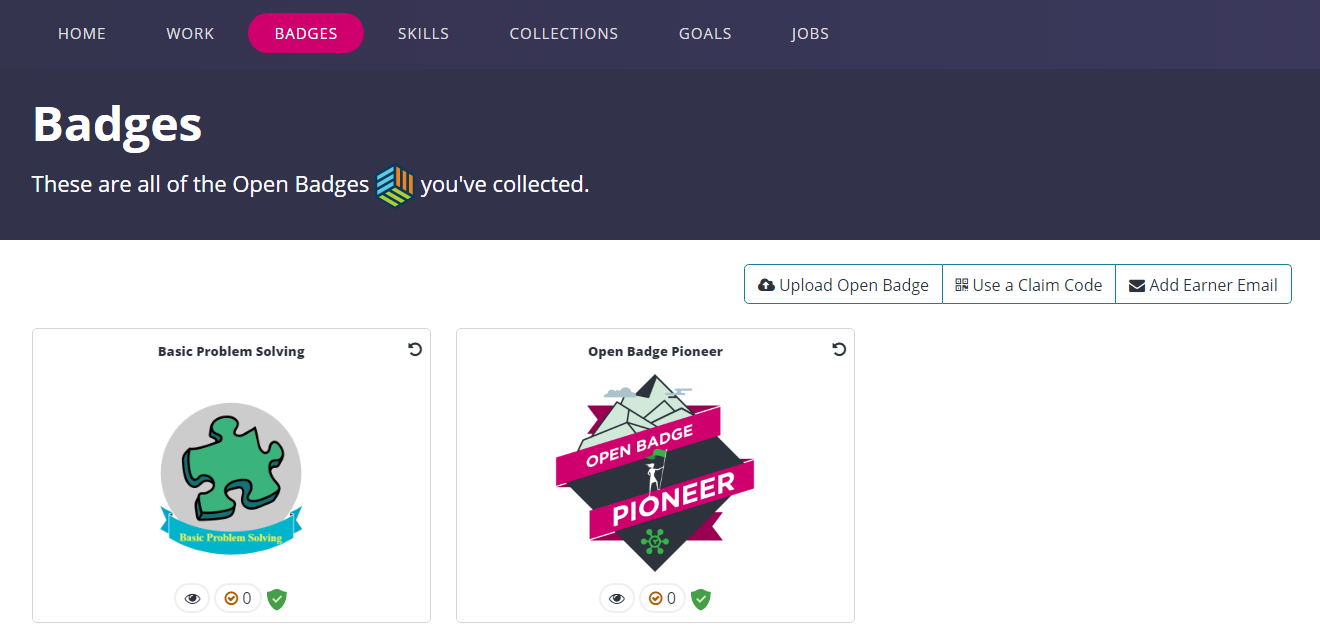 HOME WORK BADGES SKILLS COLLECTIONS GOALS JOBS
Badges
These are all of the Open Badges you've collected.
Upload Open Badge Use a Claim Code Add Earner Email
Basic Problem Solving
Basic Problem Solving
0
Open Badge Pioneer
OPEN BADGE
PIONEER
0